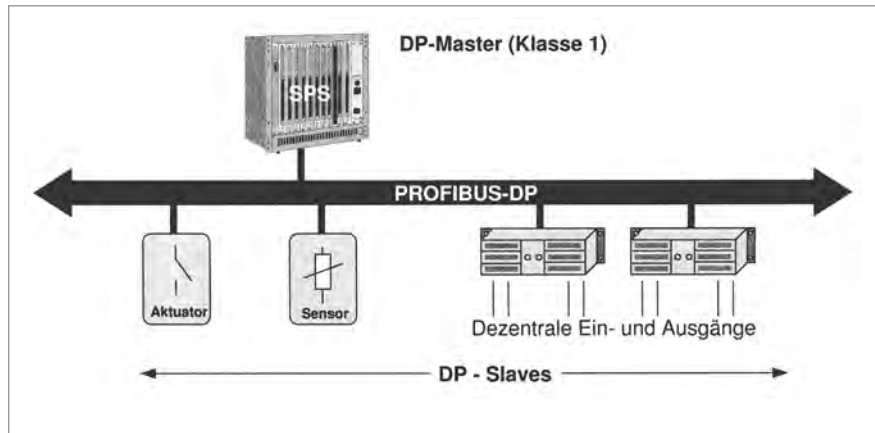 DP-Master (Klasse 1)
SPS
PROFIBUS-DP
Aktuator
Sensor
Dezentrale Ein- und Ausgänge
DP - Slaves